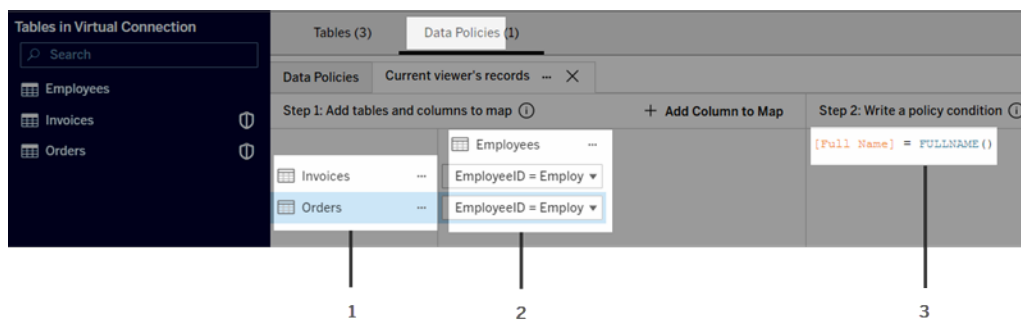 Tables in Virtual Connection
Search
Employees
Invoices
Orders
Tables (3)
Data Policies (1)
Data Policies
Current viewer's records
Step 1: Add tables and columns to map
+ Add Column to Map
Step 2: Write a policy condition
Employees
Invoices
EmployeeID = Employ
Orders
EmployeeID = Employ
[Full Name] = FULLNAME()
1
2
3